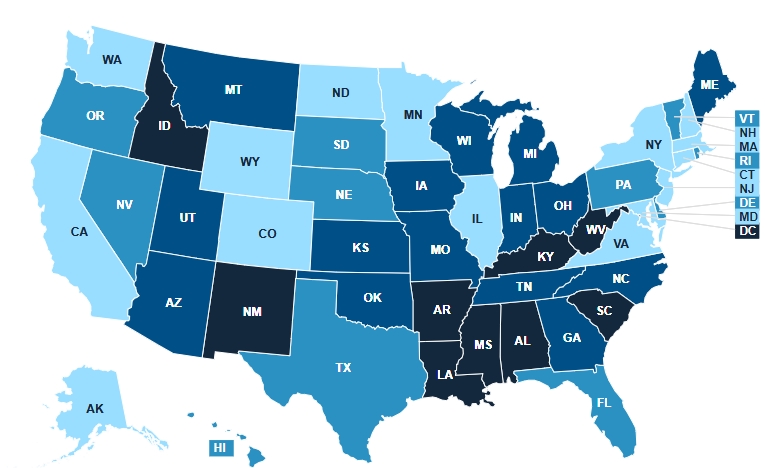 WA
MT
ND
MN
ME
OR
ID
SD
WI
MI
NY
VT
NH
MA
RI
CT
NJ
DE
MD
DC
WY
NE
IA
PA
NV
UT
CO
IL
IN
OH
CA
KS
MO
KY
WV
VA
AZ
NM
OK
AR
TN
NC
SC
TX
LA
MS
AL
GA
FL
AK
HI